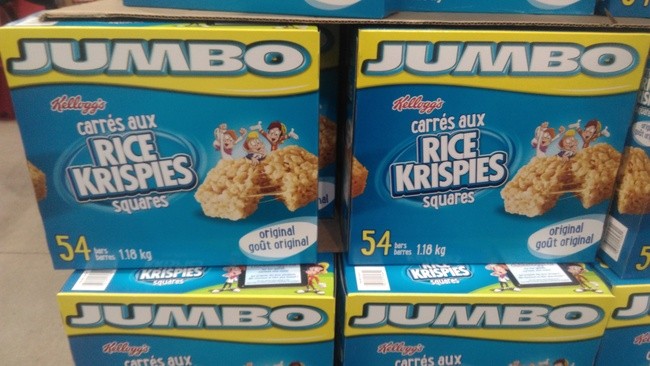 JUMBO
Kellogg's
carrés aux
RICE
KRISPIES
squares
54 bars
barres 1.18 kg
original
goût original
JUMBO
Kellogg's
carrés aux
RICE
KRISPIES
squares
54 bars
barres 1.18 kg
original
goût original
KRISPIES
squares
JUMBO
Kellogg's
carrés aux
KRISPIES
squares
JUMBO
Kellogg's
carrés aux